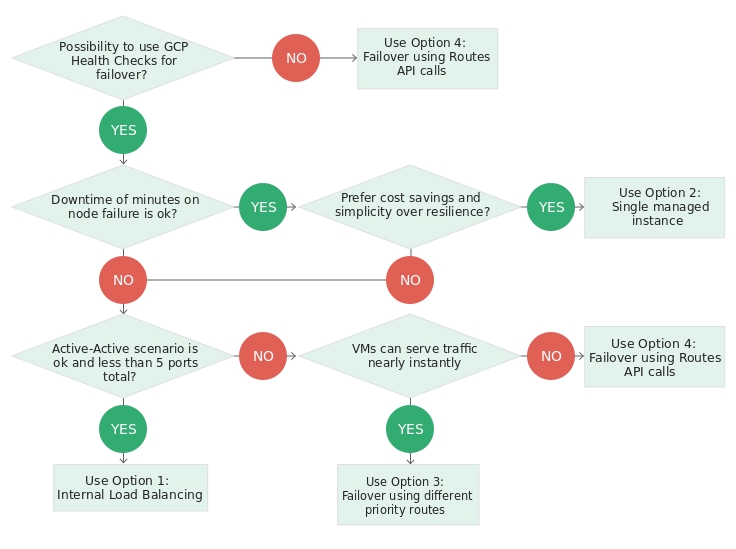 Possibility to use GCP
Health Checks for
failover?
NO
Use Option 4:
Failover using Routes
API calls
YES
Downtime of minutes on
node failure is ok?
YES
Prefer cost savings and
simplicity over resilience?
YES
Use Option 2:
Single managed
instance
NO
NO
Active-Active scenario is
ok and less than 5 ports
total?
NO
VMs can serve traffic
nearly instantly
NO
Use Option 4:
Failover using Routes
API calls
YES
YES
Use Option 1:
Internal Load Balancing
Use Option 3:
Failover using different
priority routes